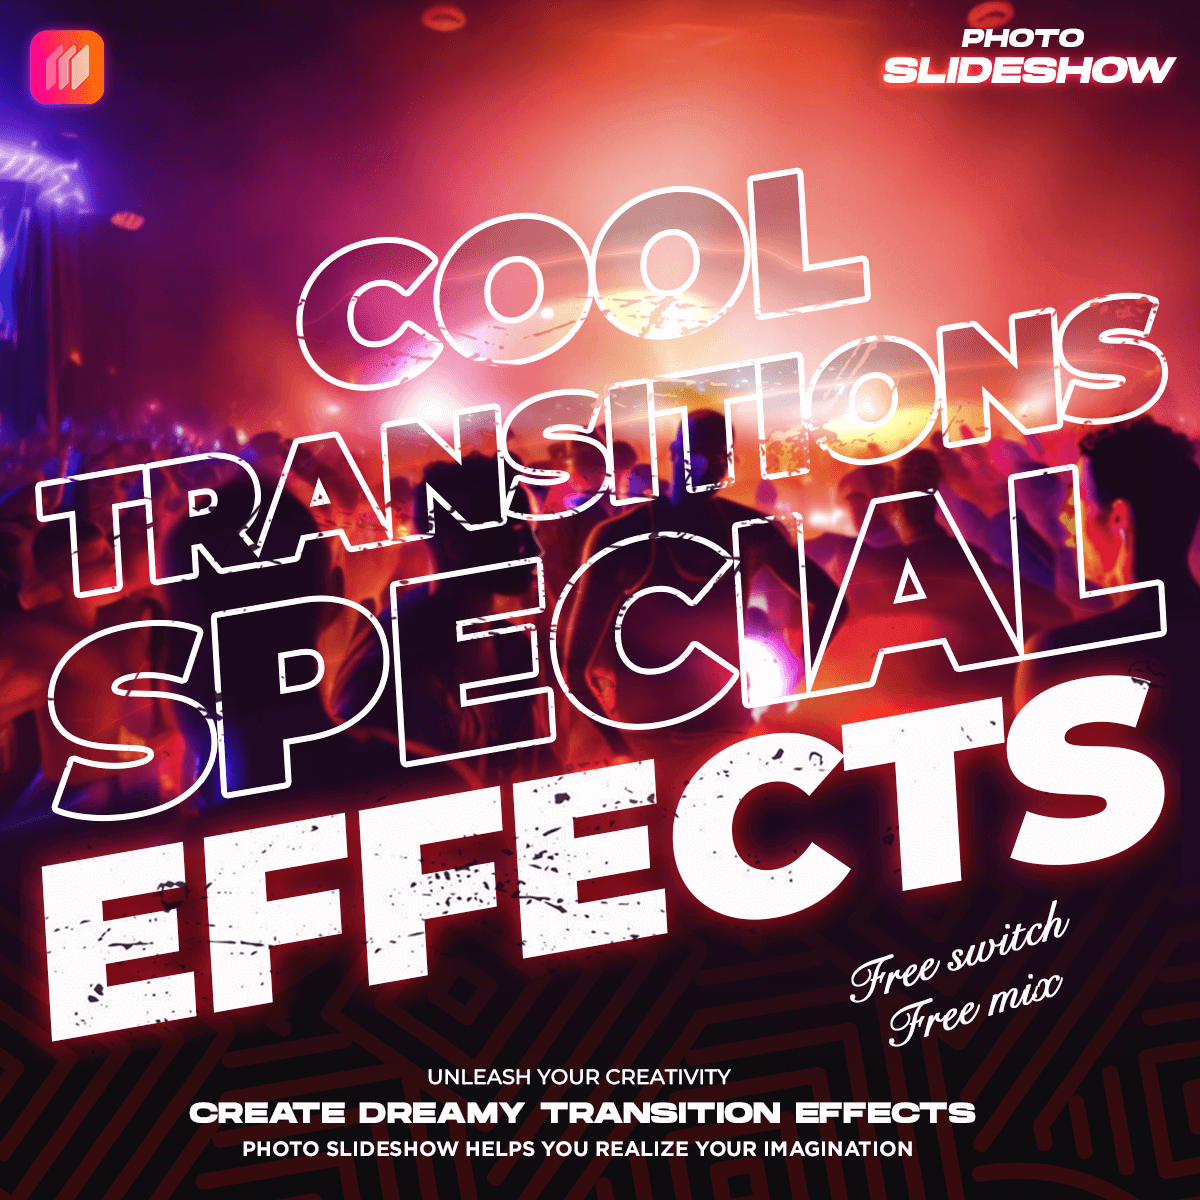 PHOTO
SLIDESHOW
COOL
TRANSITIONS
SPECIAL
EFFECTS
Free switch
Free mix
UNLEASH YOUR CREATIVITY
CREATE DREAMY TRANSITION EFFECTS
PHOTO SLIDESHOW HELPS YOU REALIZE YOUR IMAGINATION